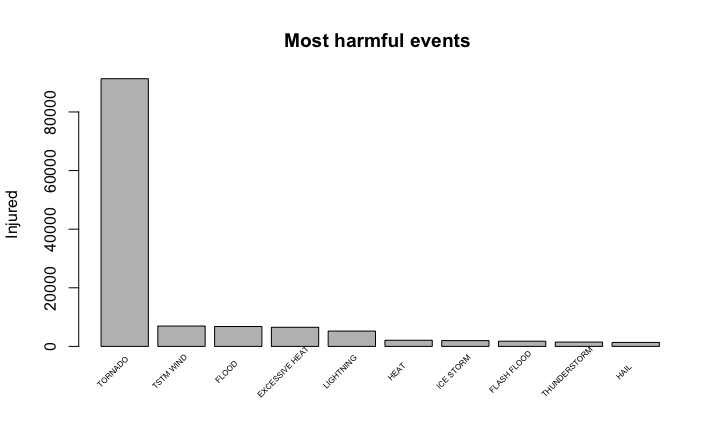 Most harmful events
Injured
80000
60000
40000
20000
0
TORNADO
TSTM WIND
FLOOD
EXCESSIVE HEAT
LIGHTNING
HEAT
ICE STORM
FLASH FLOOD
THUNDERSTORM
HAIL